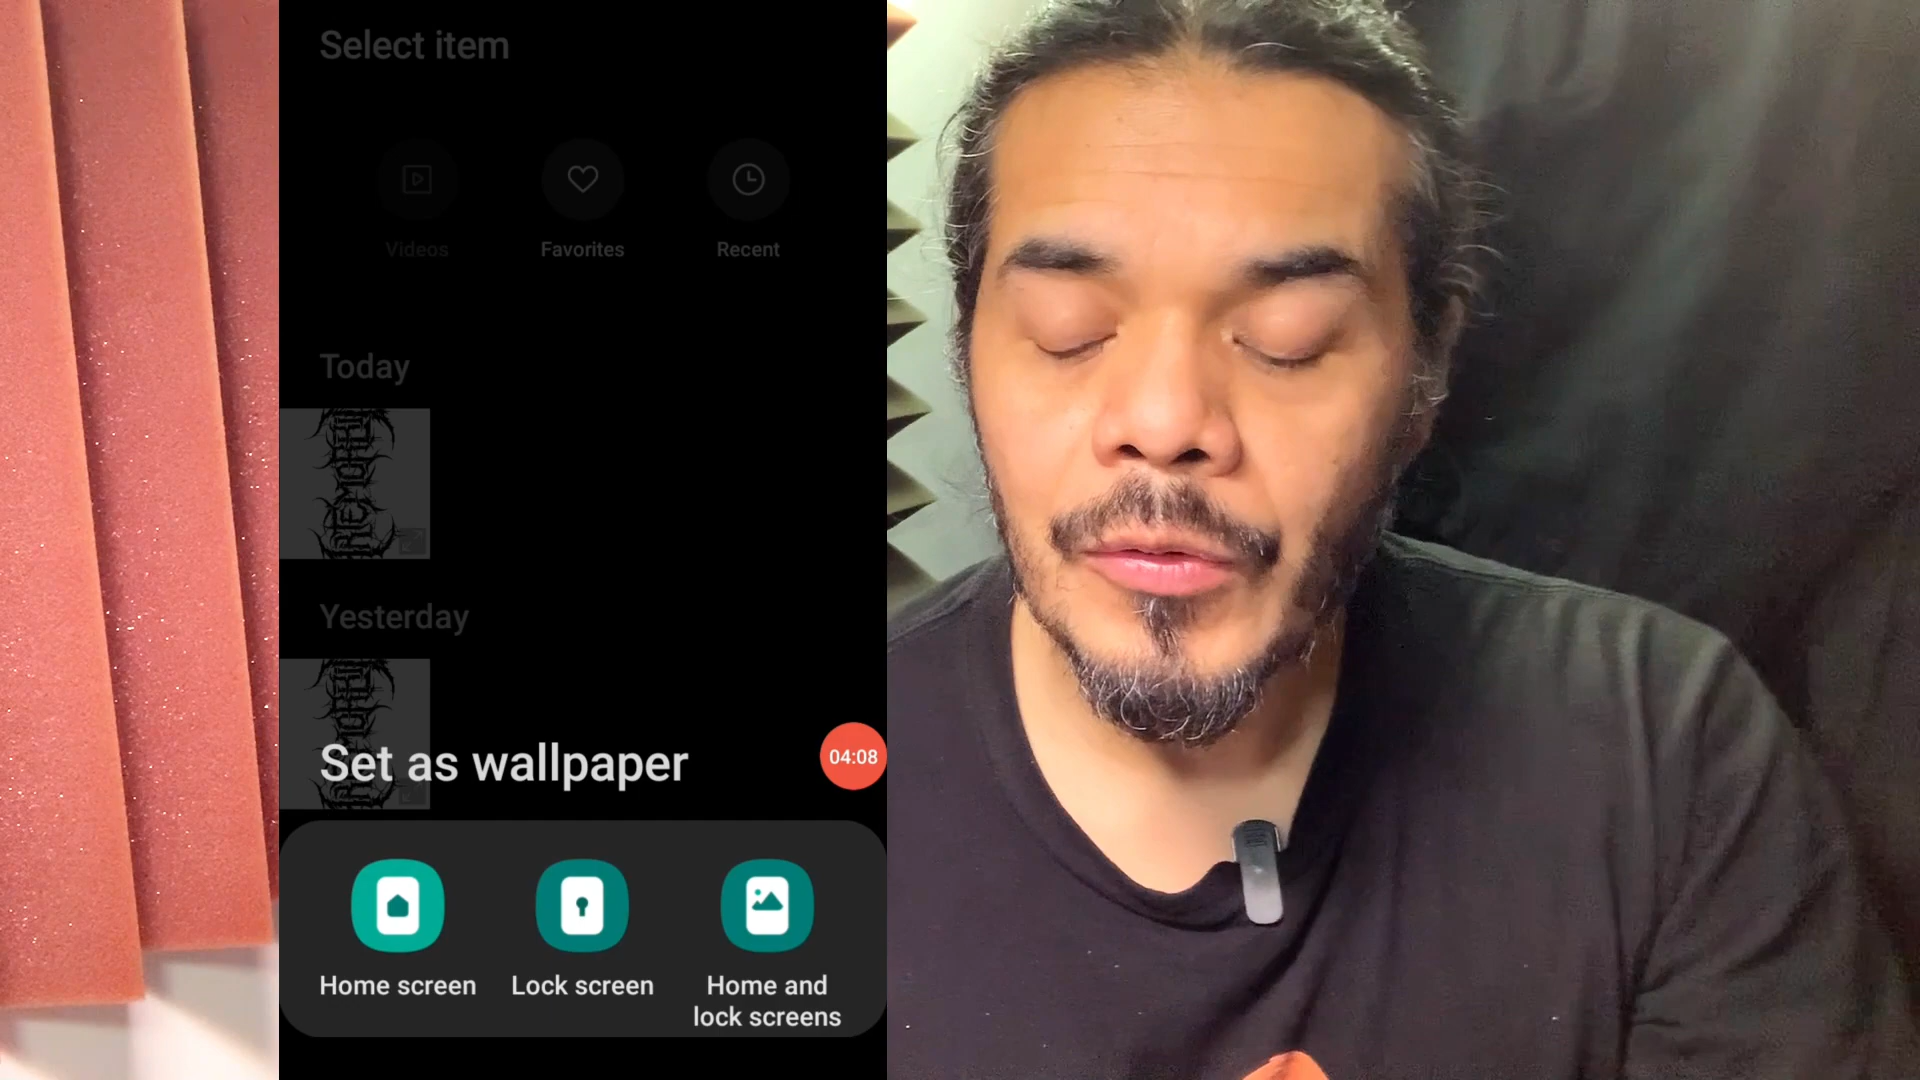 Select item
Videos
Favorites
Recent
Today
Yesterday
Set as wallpaper
04:08
Home screen
Lock screen
Home and
lock screens